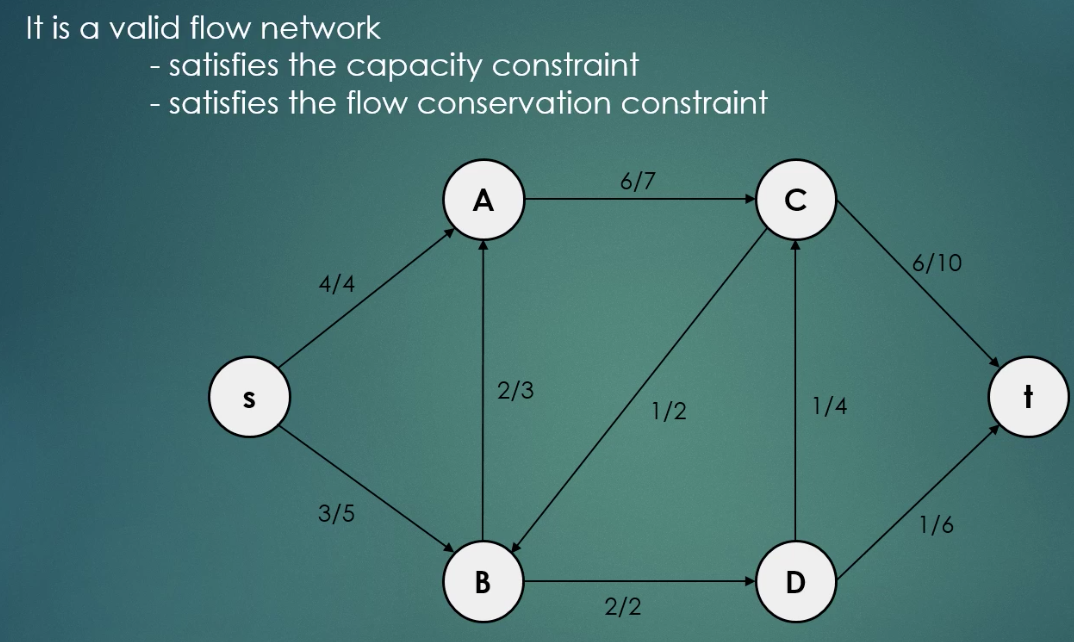 It is a valid flow network
- satisfies the capacity constraint
- satisfies the flow conservation constraint
6/7
A
C
6/10
4/4
2/3
s
t
1/2
1/4
3/5
1/6
B
D
2/2